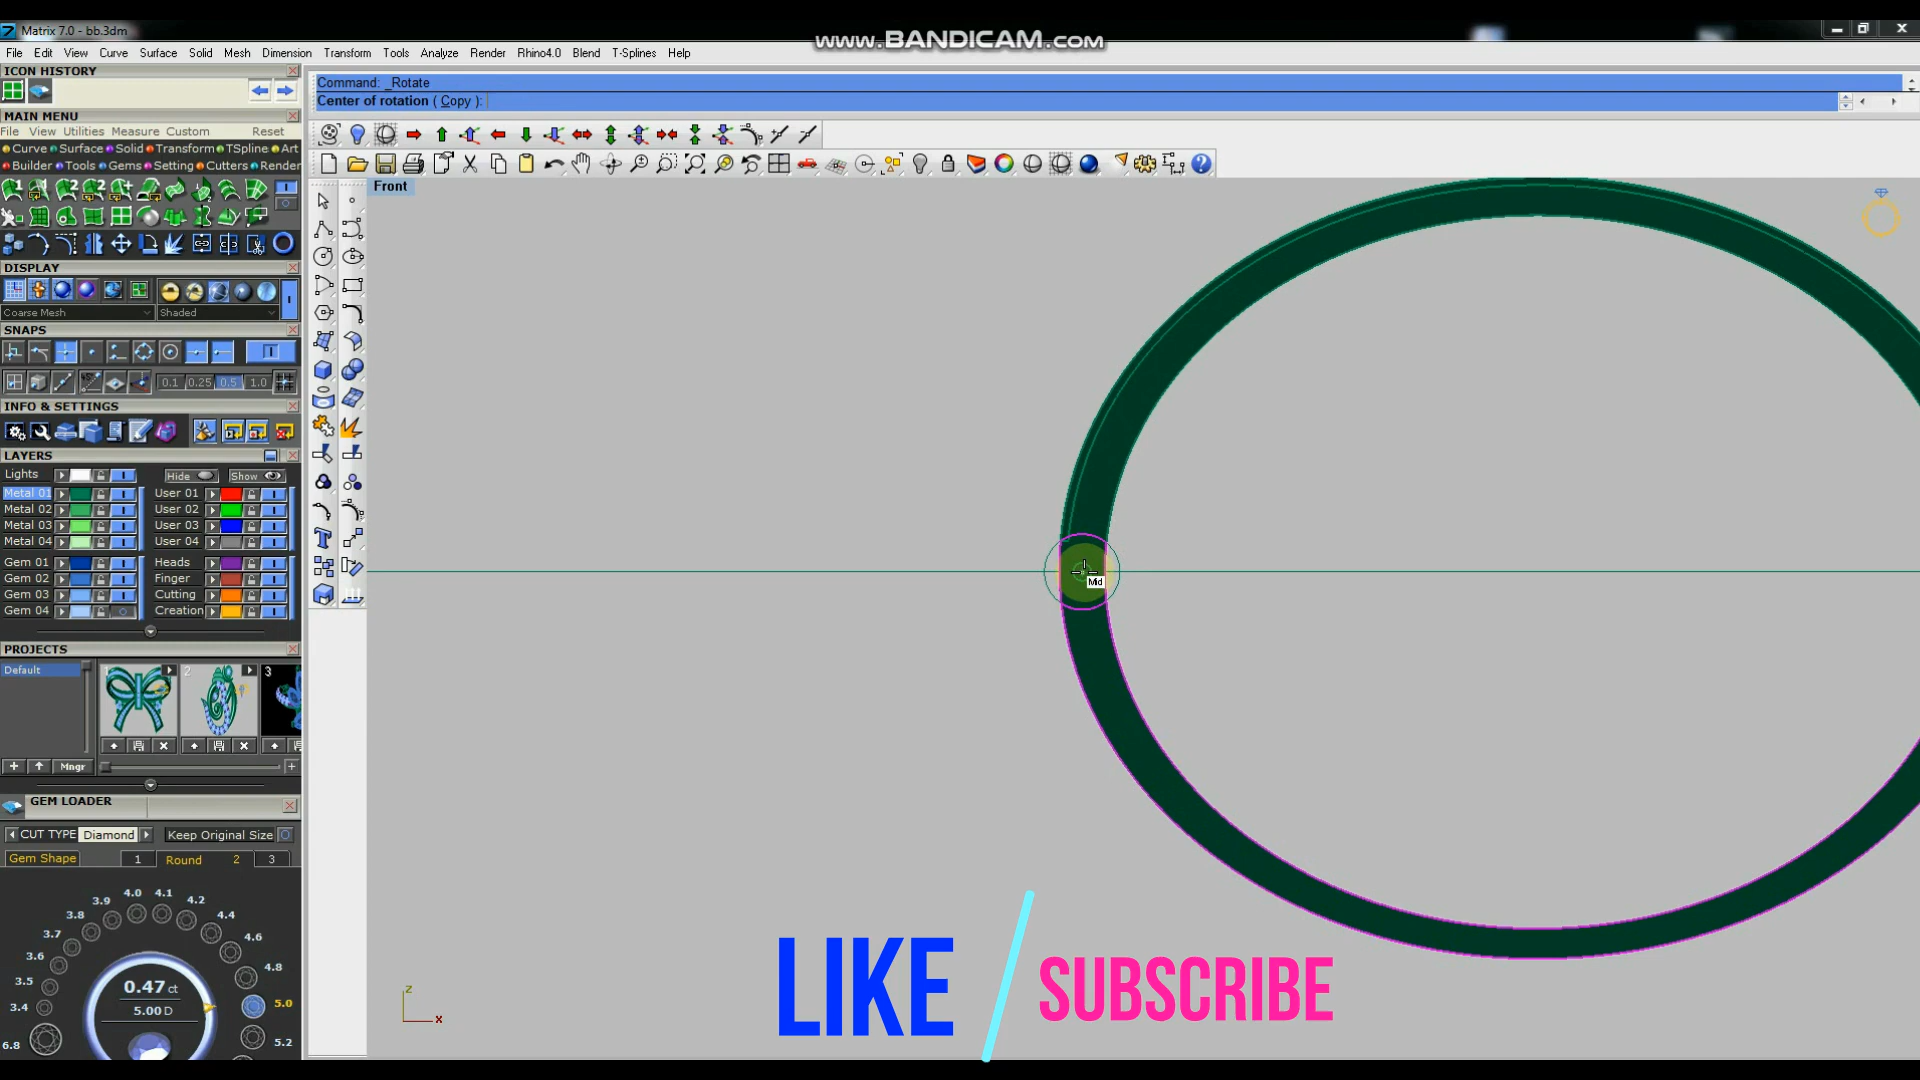 Matrix 7.0 - bb.3dm
www.BANDICAM.com
File Edit View Curve Surface Solid Mesh Dimension Transform Tools Analyze Render Rhino4.0 Blend T-Splines Help
ICON HISTORY
Command: _Rotate
Center of rotation ( Copy ):
MAIN MENU
File View Utilities Measure Custom Reset
Curve Surface Solid Transform TSpline Art
Builder Tools Gems Setting Cutters Render
Front
DISPLAY
Coarse Mesh Shaded
SNAPS
0.1 0.25 0.5 1.0
INFO & SETTINGS
LAYERS
Lights Hide Show
Metal 01 User 01
Metal 02 User 02
Metal 03 User 03
Metal 04 User 04
Gem 01 Heads
Gem 02 Finger
Gem 03 Cutting
Gem 04 Creation
Mid
PROJECTS
Default
1 2 3
Mngr
GEM LOADER
CUT TYPE Diamond Keep Original Size
Gem Shape 1 Round 2 3
4.0 4.1
3.9 4.2
3.8 4.4
3.7 4.6
3.6
4.8
3.5
0.47 ct
5.0
3.4
5.00 D
6.8
5.2
z
x
LIKE / SUBSCRIBE